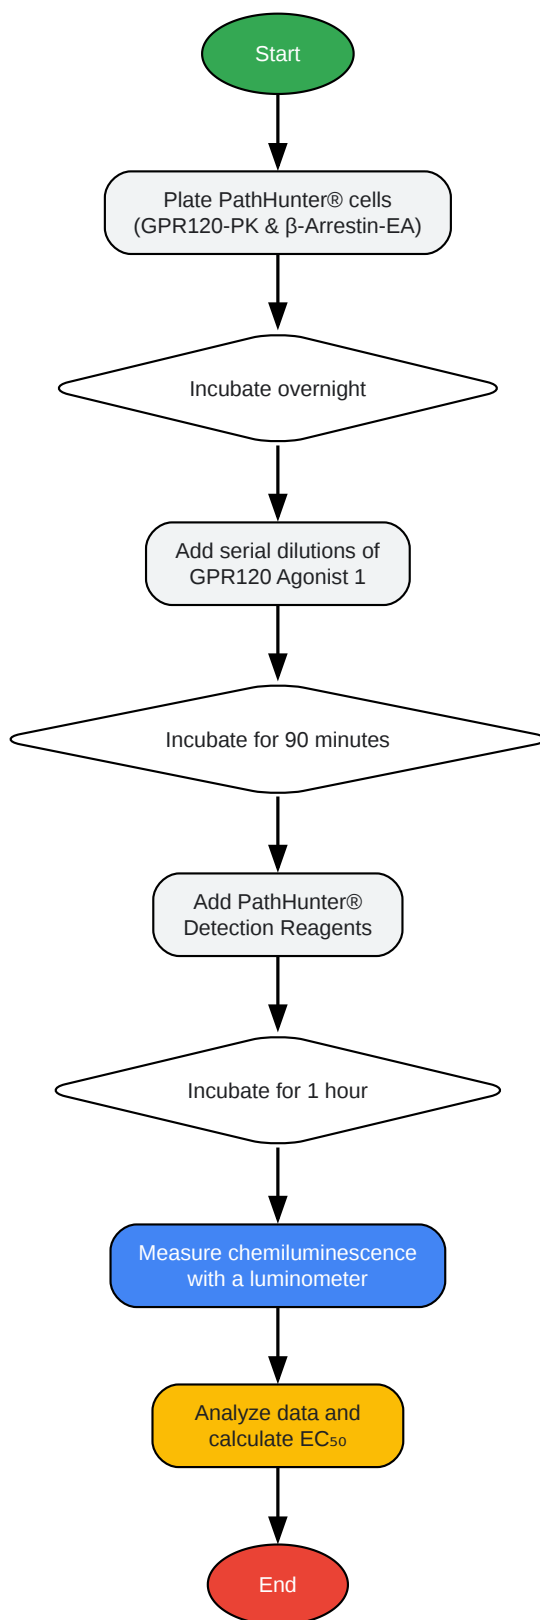 Start
Plate PathHunter® cells
(GPR120-PK & β-Arrestin-EA)
Incubate overnight
Add serial dilutions of
GPR120 Agonist 1
Incubate for 90 minutes
Add PathHunter®
Detection Reagents
Incubate for 1 hour
Measure chemiluminescence
with a luminometer
Analyze data and
calculate EC₅₀
End